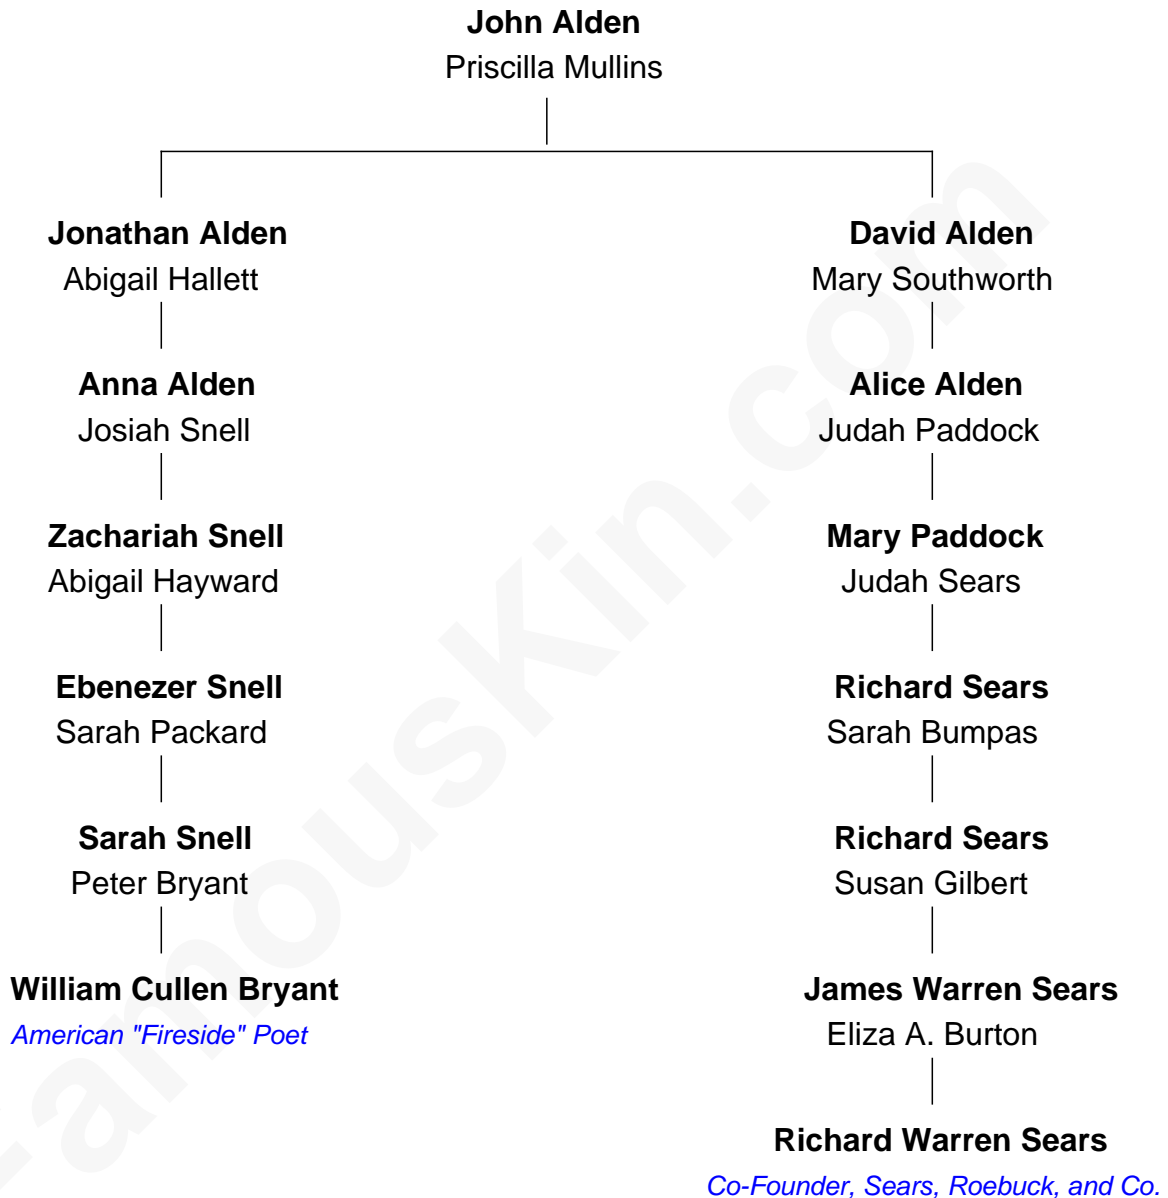 John Alden
Priscilla Mullins
Jonathan Alden
Abigail Hallett
David Alden
Mary Southworth
Anna Alden
Josiah Snell
Alice Alden
Judah Paddock
Zachariah Snell
Abigail Hayward
Mary Paddock
Judah Sears
Ebenezer Snell
Sarah Packard
Richard Sears
Sarah Bumpas
Sarah Snell
Peter Bryant
Richard Sears
Susan Gilbert
William Cullen Bryant
American "Fireside" Poet
James Warren Sears
Eliza A. Burton
Richard Warren Sears
Co-Founder, Sears, Roebuck, and Co.
FamousKin.com